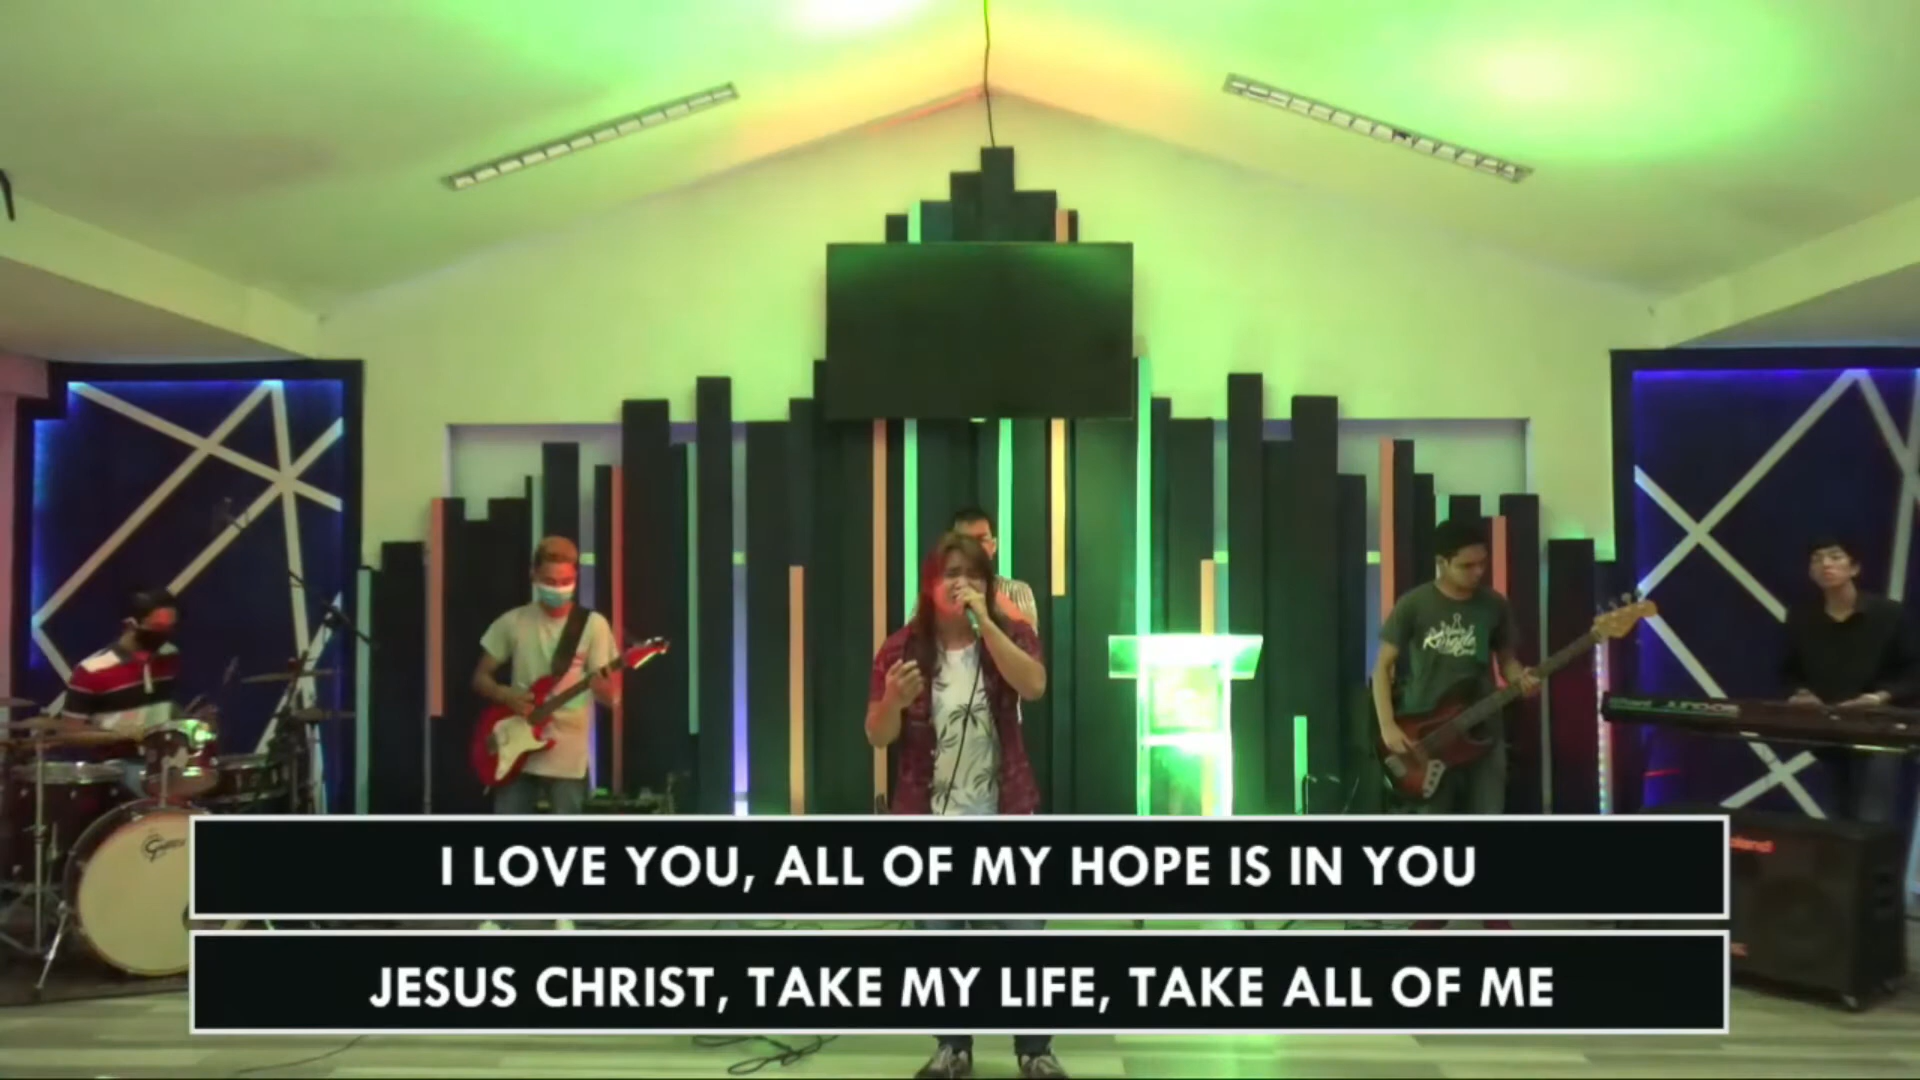 I LOVE YOU, ALL OF MY HOPE IS IN YOU
JESUS CHRIST, TAKE MY LIFE, TAKE ALL OF ME